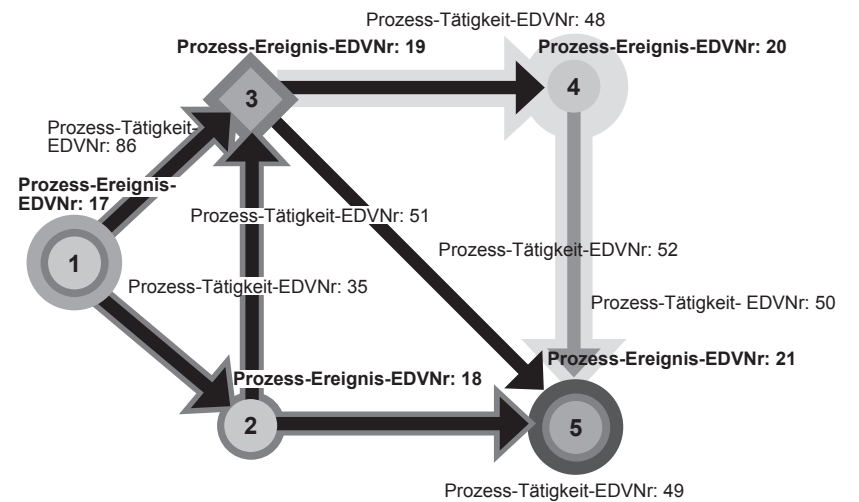 Prozess-Tätigkeit-EDVNr: 48
Prozess-Ereignis-EDVNr: 19
Prozess-Ereignis-EDVNr: 20
3
4
Prozess-Tätigkeit-
EDVNr: 86
Prozess-Ereignis-
EDVNr: 17
Prozess-Tätigkeit-EDVNr: 51
Prozess-Tätigkeit-EDVNr: 52
1
Prozess-Tätigkeit-EDVNr: 35
Prozess-Tätigkeit- EDVNr: 50
Prozess-Ereignis-EDVNr: 21
Prozess-Ereignis-EDVNr: 18
2
5
Prozess-Tätigkeit-EDVNr: 49